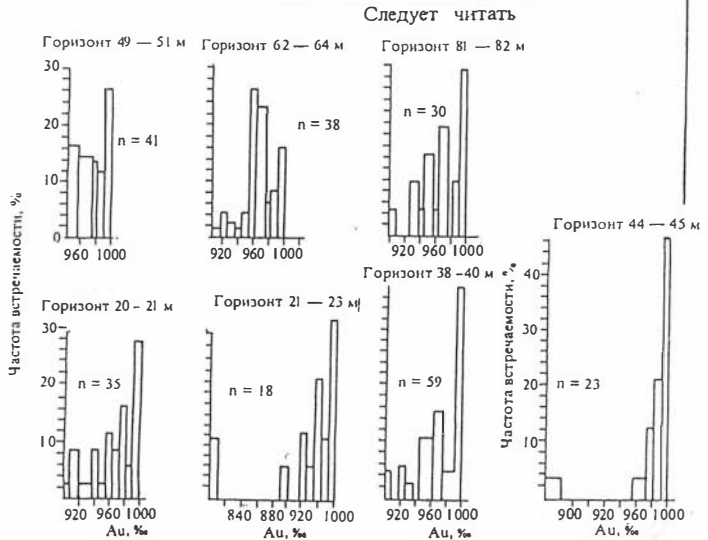 Следует читать
Горизонт 49 — 51 м
Горизонт 62 — 64 м
Горизонт 81 — 82 м
30
20
10
0
n = 41
n = 38
n = 30
960 1000
920 960 1000
920 960 1000
Частота встречаемости, %
Горизонт 20 - 21 м
Горизонт 21 — 23 м
Горизонт 38 -40 м
Горизонт 44 — 45 м
30
20
10
n = 35
n = 18
n = 59
Частота встречаемости, %
40
30
20
10
n = 23
920 960 1000
840 880 920 1000
920 960 1000
900 920 960 1000
Au, ‰
Au, ‰
Au, ‰
Au, ‰